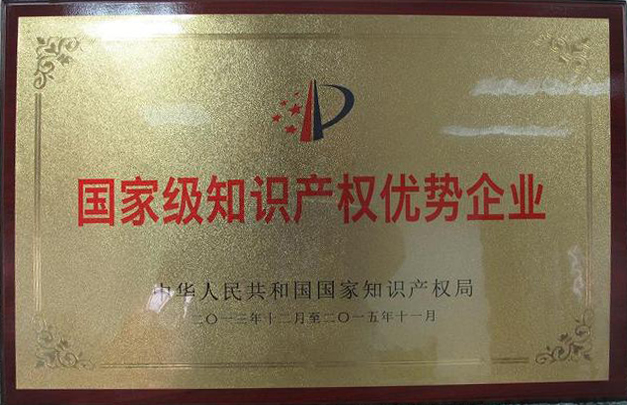 国家级知识产权优势企业
中华人民共和国国家知识产权局
二〇一三年十二月至二〇一五年十一月